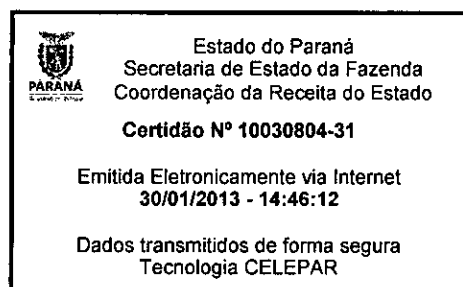 Estado do Paraná
Secretaria de Estado da Fazenda
PARANÁ
Coordenação da Receita do Estado
Certidão Nº 10030804-31
Emitida Eletronicamente via Internet
30/01/2013 - 14:46:12
Dados transmitidos de forma segura
Tecnologia CELEPAR